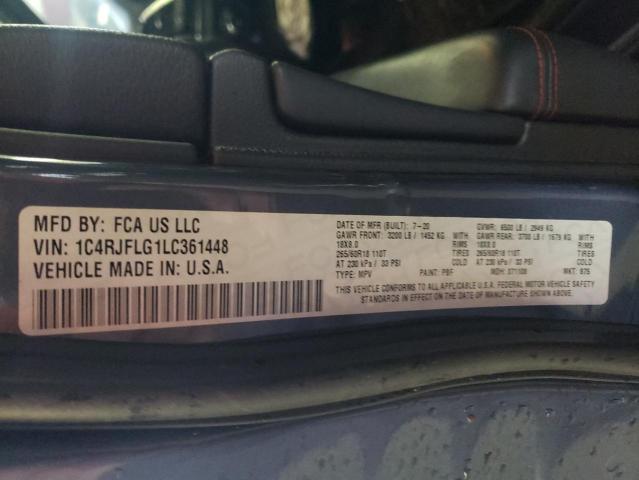 MFD BY: FCA US LLC
VIN: 1C4RJFLG1LC361448
VEHICLE MADE IN: U.S.A.
DATE OF MFR (BUILT): 7-20 GVWR: 6500 LB / 2949 KG
GAWR FRONT: 3200 LB / 1452 KG GAWR REAR: 3700 LB / 1679 KG
18X8.0 RIMS 18X8.0 RIMS
265/60R18 110T TIRES 265/60R18 110T TIRES
AT 230 kPa / 33 PSI COLD AT 230 kPa / 33 PSI COLD
TYPE: MPV PAINT: PBF MDH: 071108 MKT: 875
THIS VEHICLE CONFORMS TO ALL APPLICABLE U.S.A. FEDERAL MOTOR VEHICLE SAFETY
STANDARDS IN EFFECT ON THE DATE OF MANUFACTURE SHOWN ABOVE.